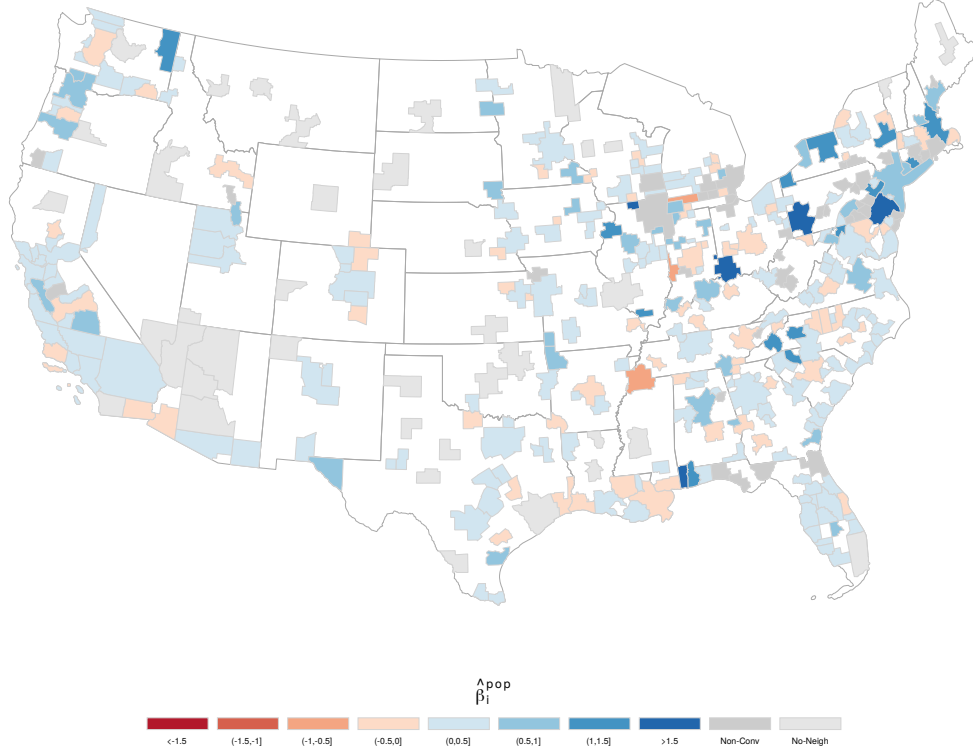 β̂ᵢᵖᵒᵖ
<-1.5 (-1.5,-1] (-1,-0.5] (-0.5,0] (0,0.5] (0.5,1] (1,1.5] >1.5 Non-Conv No-Neigh